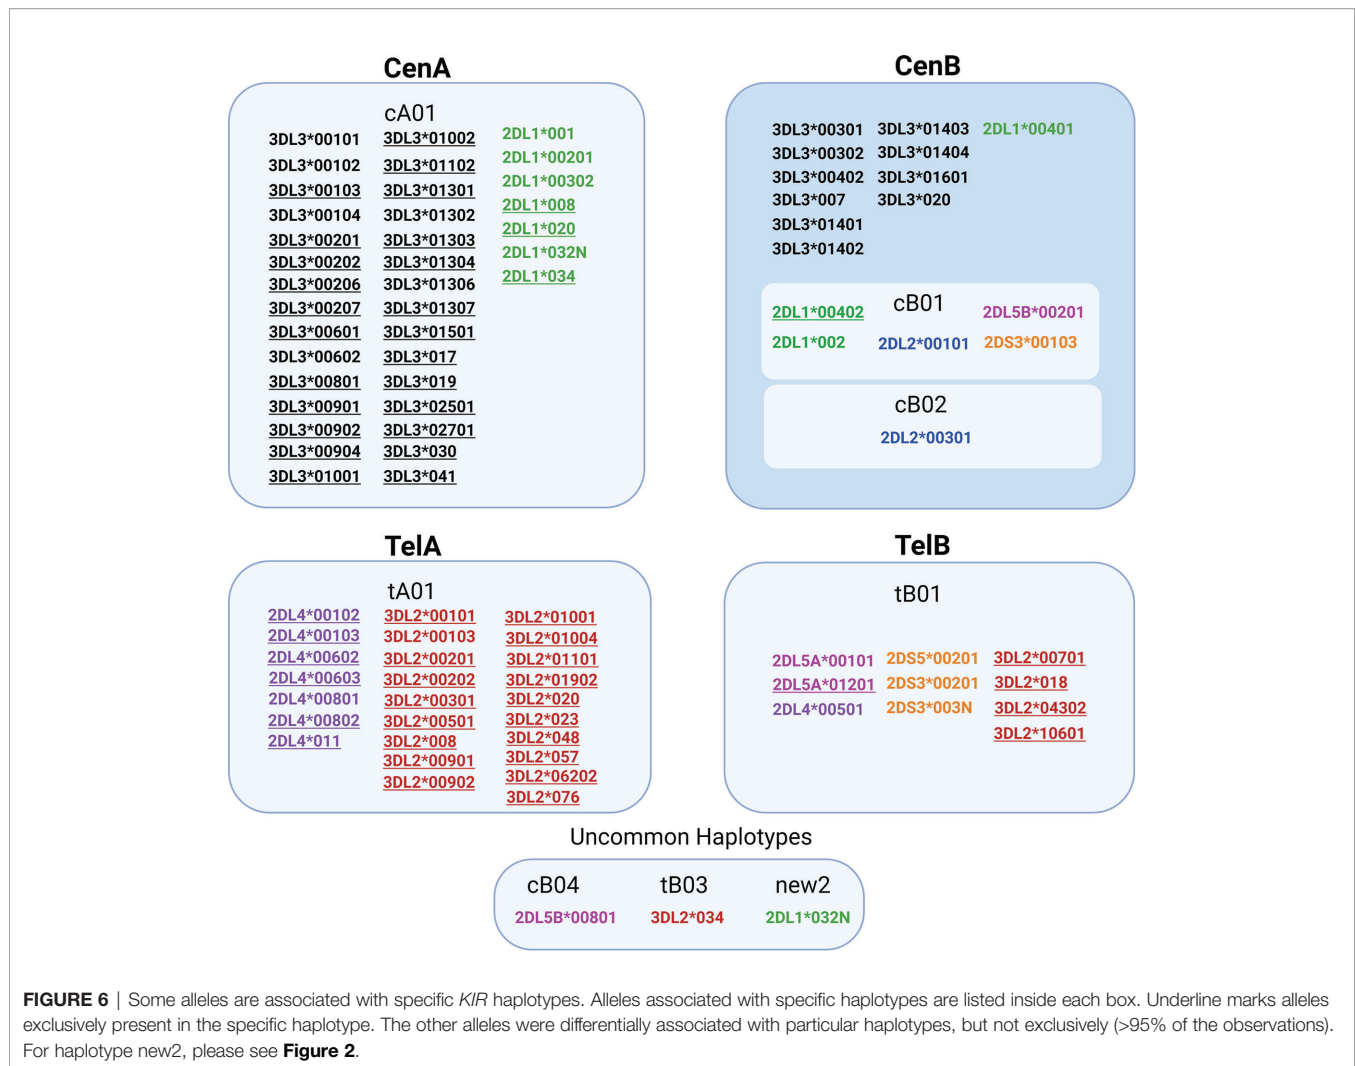 CenA
cA01
3DL3*00101
3DL3*00102
3DL3*00103
3DL3*00104
3DL3*00201
3DL3*00202
3DL3*00206
3DL3*00207
3DL3*00601
3DL3*00602
3DL3*00801
3DL3*00901
3DL3*00902
3DL3*00904
3DL3*01001
3DL3*01002
3DL3*01102
3DL3*01301
3DL3*01302
3DL3*01303
3DL3*01304
3DL3*01306
3DL3*01307
3DL3*01501
3DL3*017
3DL3*019
3DL3*02501
3DL3*02701
3DL3*030
3DL3*041
2DL1*001
2DL1*00201
2DL1*00302
2DL1*008
2DL1*020
2DL1*032N
2DL1*034
CenB
3DL3*00301
3DL3*00302
3DL3*00402
3DL3*007
3DL3*01401
3DL3*01402
3DL3*01403
3DL3*01404
3DL3*01601
3DL3*020
2DL1*00401
cB01
2DL1*00402
2DL1*002
2DL2*00101
2DL5B*00201
2DS3*00103
cB02
2DL2*00301
TelA
tA01
2DL4*00102
2DL4*00103
2DL4*00602
2DL4*00603
2DL4*00801
2DL4*00802
2DL4*011
3DL2*00101
3DL2*00103
3DL2*00201
3DL2*00202
3DL2*00301
3DL2*00501
3DL2*008
3DL2*00901
3DL2*00902
3DL2*01001
3DL2*01004
3DL2*01101
3DL2*01902
3DL2*020
3DL2*023
3DL2*048
3DL2*057
3DL2*06202
3DL2*076
TelB
tB01
2DL5A*00101
2DL5A*01201
2DL4*00501
2DS5*00201
2DS3*00201
2DS3*003N
3DL2*00701
3DL2*018
3DL2*04302
3DL2*10601
Uncommon Haplotypes
cB04
2DL5B*00801
tB03
3DL2*034
new2
2DL1*032N
FIGURE 6 | Some alleles are associated with specific KIR haplotypes. Alleles associated with specific haplotypes are listed inside each box. Underline marks alleles
exclusively present in the specific haplotype. The other alleles were differentially associated with particular haplotypes, but not exclusively (>95% of the observations).
For haplotype new2, please see Figure 2.